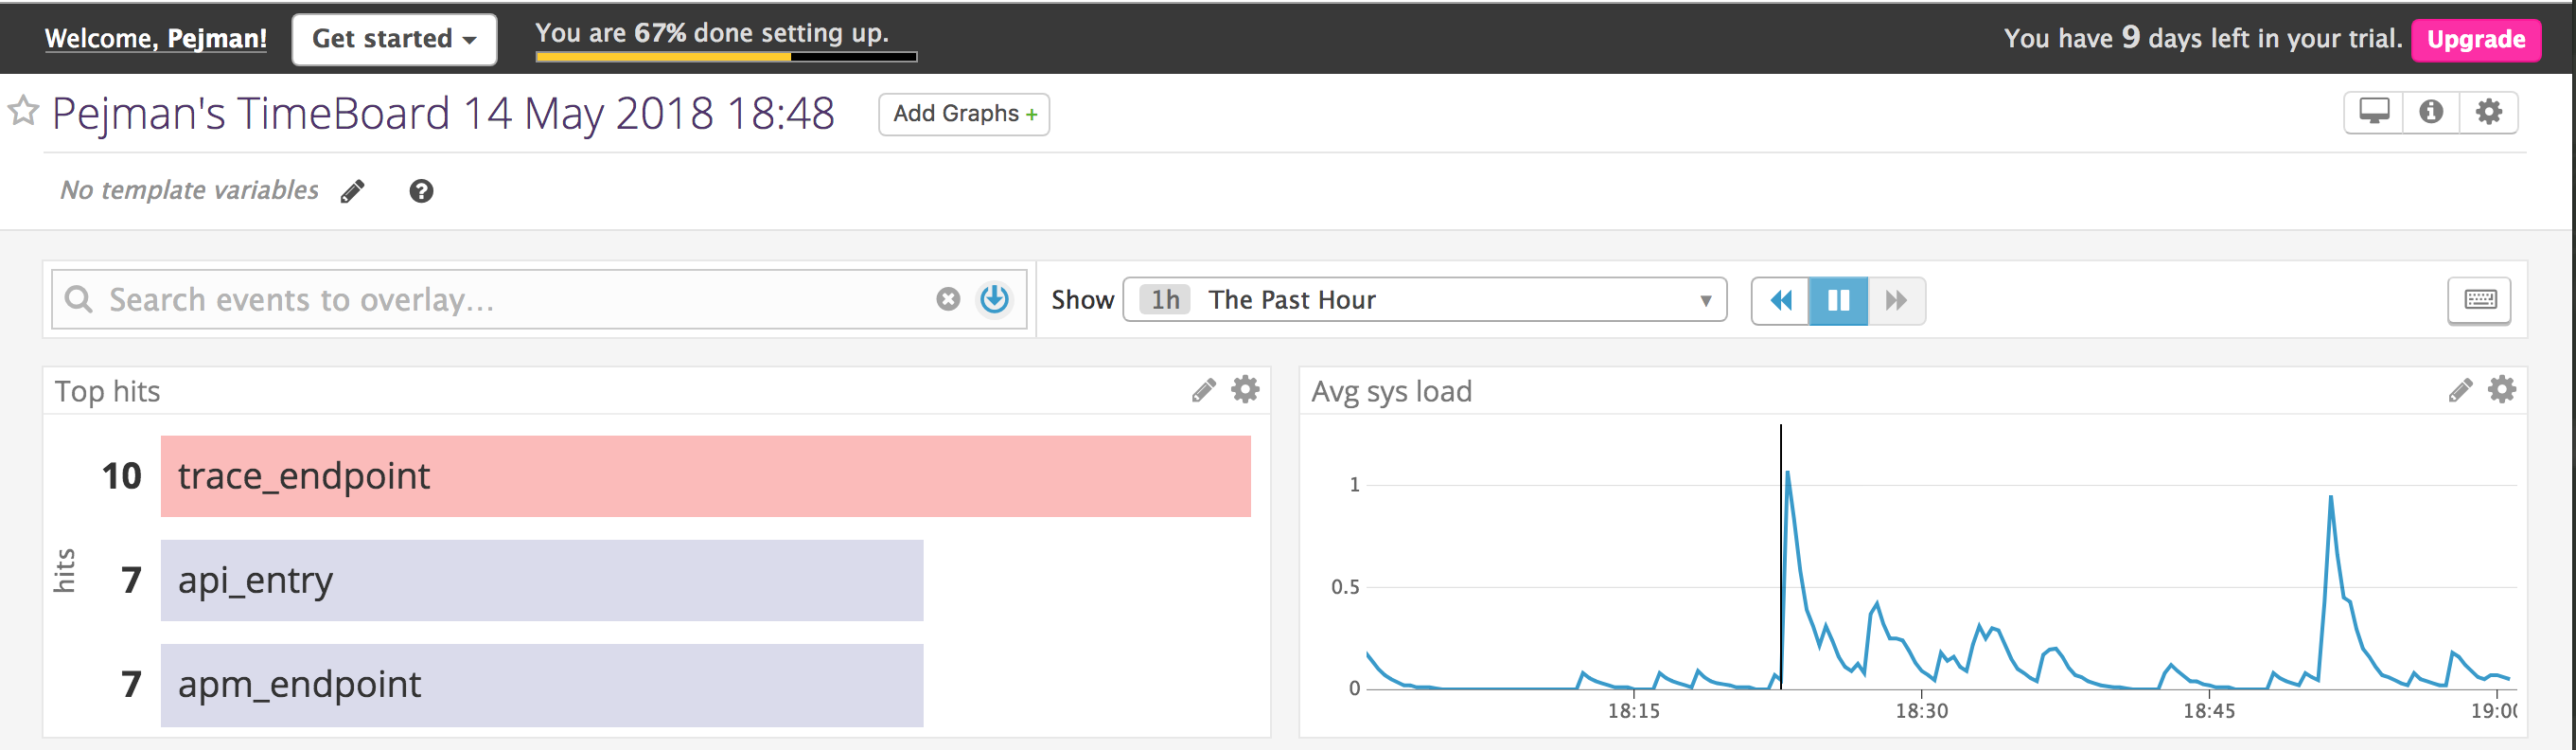 Welcome, Pejman!
Get started
You are 67% done setting up.
You have 9 days left in your trial.
Upgrade
Pejman's TimeBoard 14 May 2018 18:48
Add Graphs +
No template variables
Search events to overlay...
Show
1h The Past Hour
Top hits
hits
10 trace_endpoint
7 api_entry
7 apm_endpoint
Avg sys load
1
0.5
0
18:15 18:30 18:45 19:00